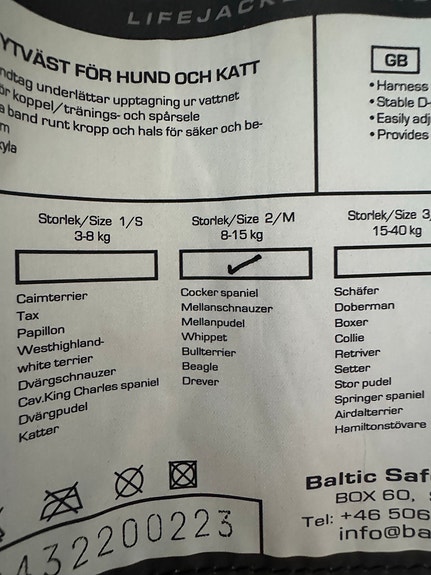 LIFEJACKE
YTVÄST FÖR HUND OCH KATT
ndtag underlättar upptagning ur vattnet
ör koppel/tränings- och spårsele
a band runt kropp och hals för säker och be-
m
kyla
GB
• Harness
• Stable D-
• Easily adj
• Provides
Storlek/Size 1/S
3-8 kg
Cairnterrier
Tax
Papillon
Westhighland-
white terrier
Dvärgschnauzer
Cav.King Charles spaniel
Dvärgpudel
Katter
Storlek/Size 2/M
8-15 kg
Cocker spaniel
Mellanschnauzer
Mellanpudel
Whippet
Bullterrier
Beagle
Drever
Storlek/Size 3
15-40 kg
Schäfer
Doberman
Boxer
Collie
Retriver
Setter
Stor pudel
Springer spaniel
Airdalterrier
Hamiltonstövare
432200223
Baltic Saf
BOX 60, S
Tel: +46 506
info@ba